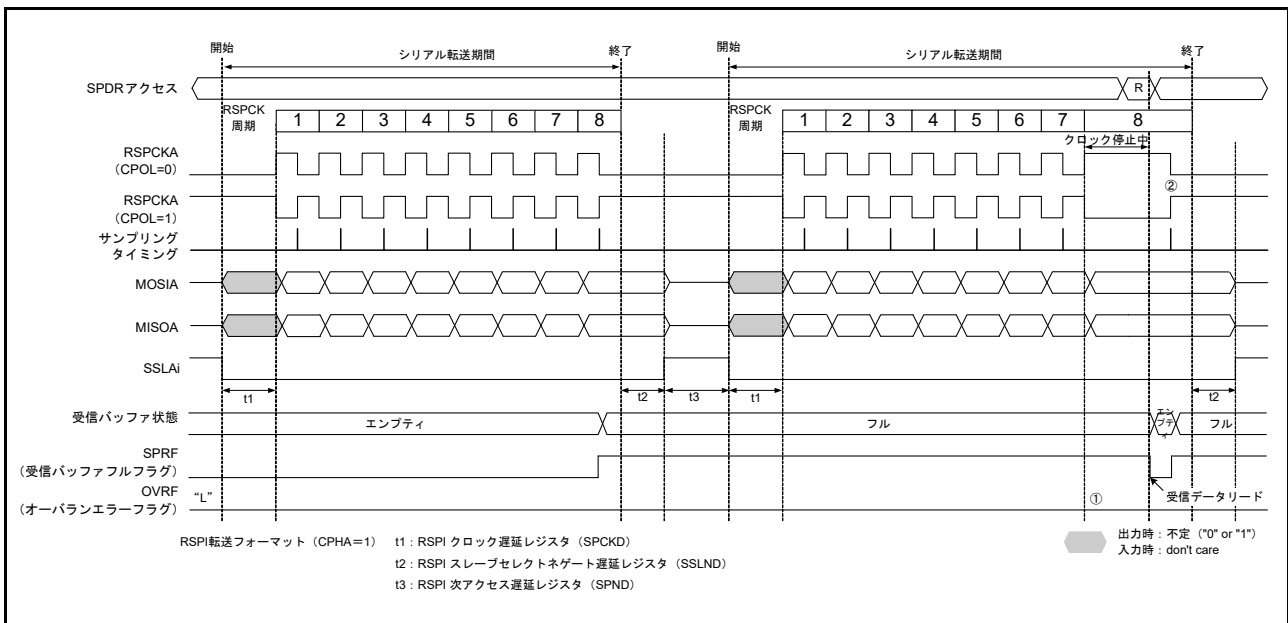 開始
シリアル転送期間
終了
開始
シリアル転送期間
終了
SPDRアクセス
R
RSPCK
周期
1 2 3 4 5 6 7 8
RSPCK
周期
1 2 3 4 5 6 7 8
クロック停止中
RSPCKA
（CPOL=0）
②
RSPCKA
（CPOL=1）
サンプリング
タイミング
MOSIA
MISOA
SSLAi
t1
t2
t3
t1
t2
受信バッファ状態
エンプティ
フル
エン
プテ
ィ
フル
SPRF
（受信バッファフルフラグ）
OVRF
（オーバランエラーフラグ）
“L”
①
受信データリード
RSPI転送フォーマット（CPHA＝1）
t1：RSPI クロック遅延レジスタ（SPCKD）
t2：RSPI スレーブセレクトネゲート遅延レジスタ（SSLND）
t3：RSPI 次アクセス遅延レジスタ（SPND）
出力時：不定（"0" or "1"）
入力時：don't care